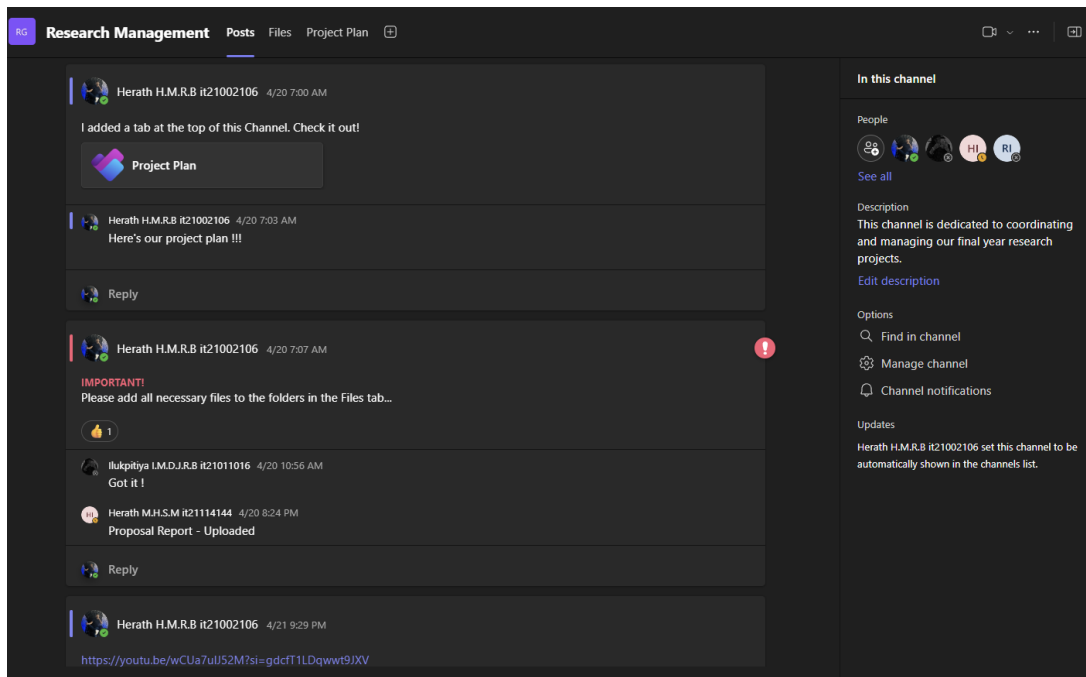 RG Research Management Posts Files Project Plan
Herath H.M.R.B it21002106 4/20 7:00 AM
I added a tab at the top of this Channel. Check it out!
Project Plan
Herath H.M.R.B it21002106 4/20 7:03 AM
Here's our project plan !!!
Reply
Herath H.M.R.B it21002106 4/20 7:07 AM
IMPORTANT!
Please add all necessary files to the folders in the Files tab...
👍 1
Ilukpitiya I.M.D.J.R.B it21011016 4/20 10:56 AM
Got it !
HI
Herath M.H.S.M it21114144 4/20 8:24 PM
Proposal Report - Uploaded
Reply
Herath H.M.R.B it21002106 4/21 9:29 PM
https://youtu.be/wCUa7uIJ52M?si=gdcfT1LDqwwt9JXV
In this channel
People
HI RI
See all
Description
This channel is dedicated to coordinating
and managing our final year research
projects.
Edit description
Options
Find in channel
Manage channel
Channel notifications
Updates
Herath H.M.R.B it21002106 set this channel to be
automatically shown in the channels list.